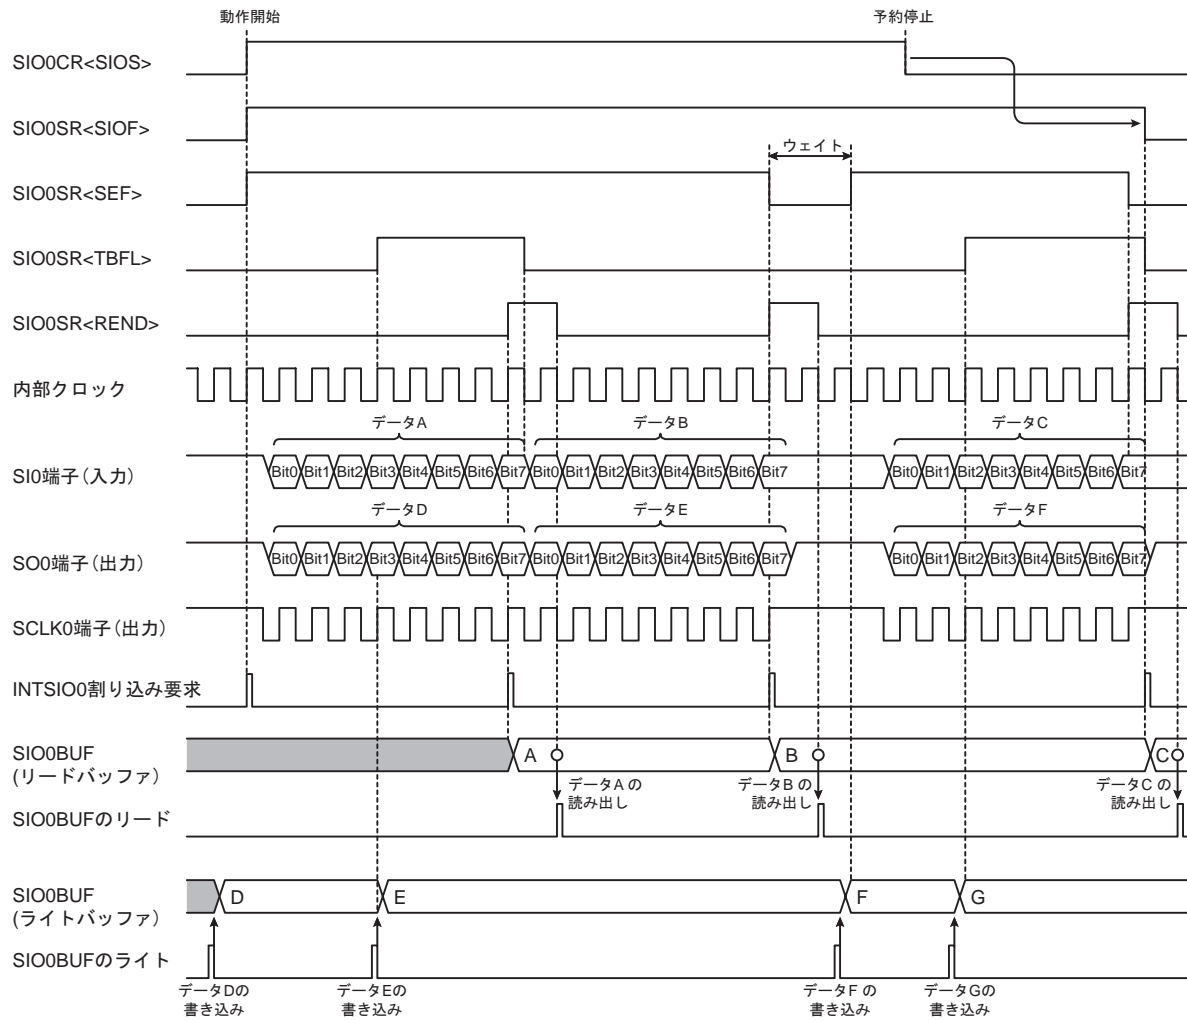 動作開始
予約停止
SIO0CR<SIOS>
SIO0SR<SIOF>
ウェイト
SIO0SR<SEF>
SIO0SR<TBFL>
SIO0SR<REND>
内部クロック
データA
データB
データC
SI0端子(入力)
Bit0 Bit1 Bit2 Bit3 Bit4 Bit5 Bit6 Bit7 Bit0 Bit1 Bit2 Bit3 Bit4 Bit5 Bit6 Bit7 Bit0 Bit1 Bit2 Bit3 Bit4 Bit5 Bit6 Bit7
データD
データE
データF
SO0端子(出力)
Bit0 Bit1 Bit2 Bit3 Bit4 Bit5 Bit6 Bit7 Bit0 Bit1 Bit2 Bit3 Bit4 Bit5 Bit6 Bit7 Bit0 Bit1 Bit2 Bit3 Bit4 Bit5 Bit6 Bit7
SCLK0端子(出力)
INTSIO0割り込み要求
SIO0BUF
(リードバッファ)
A
B
C
データAの
読み出し
データBの
読み出し
データCの
読み出し
SIO0BUFのリード
SIO0BUF
(ライトバッファ)
D
E
F
G
SIO0BUFのライト
データDの
書き込み
データEの
書き込み
データFの
書き込み
データGの
書き込み